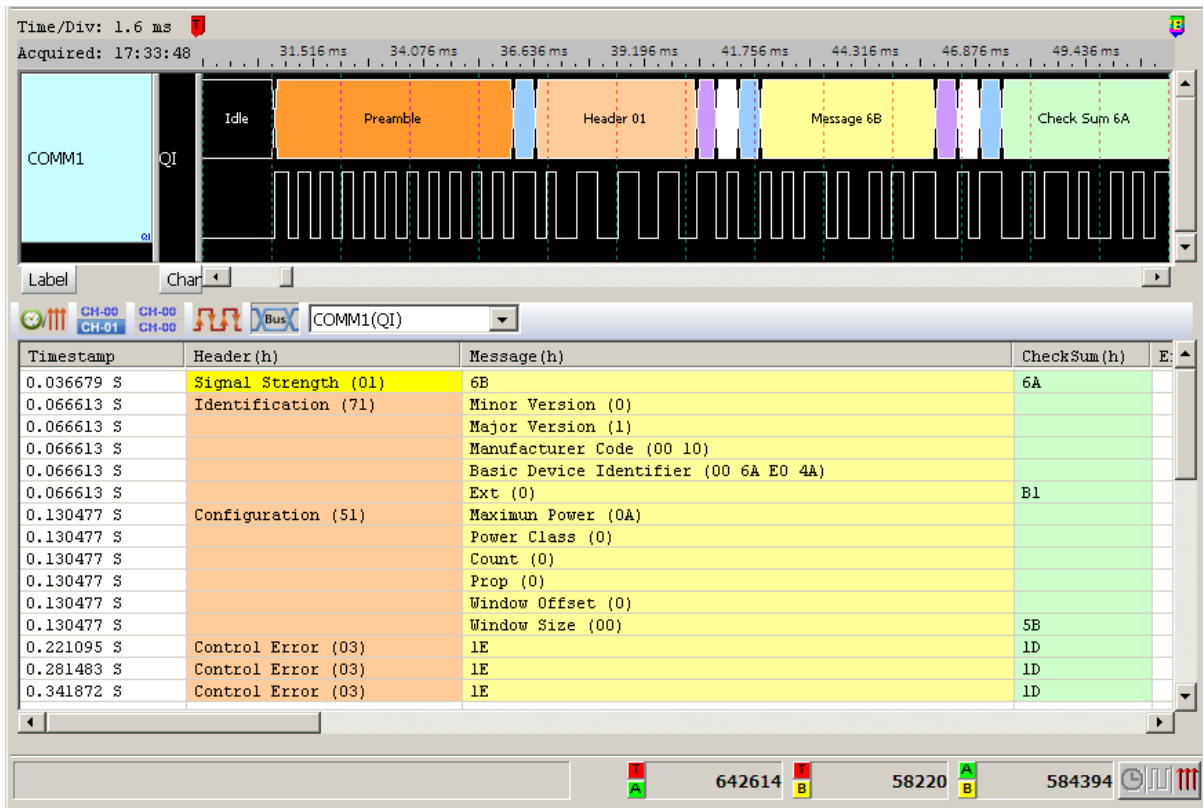 Time/Div: 1.6 ms T B
Acquired: 17:33:48 31.516 ms 34.076 ms 36.636 ms 39.196 ms 41.756 ms 44.316 ms 46.876 ms 49.436 ms
Idle Preamble Header 01 Message 6B Check Sum 6A
COMM1 QI
QI
Label Char
CH-00 CH-00 Bus COMM1(QI)
CH-01 CH-00
Timestamp Header(h) Message(h) CheckSum(h) E
0.036679 S Signal Strength (01) 6B 6A
0.066613 S Identification (71) Minor Version (0)
0.066613 S Major Version (1)
0.066613 S Manufacturer Code (00 10)
0.066613 S Basic Device Identifier (00 6A E0 4A)
0.066613 S Ext (0) B1
0.130477 S Configuration (51) Maximun Power (0A)
0.130477 S Power Class (0)
0.130477 S Count (0)
0.130477 S Prop (0)
0.130477 S Window Offset (0)
0.130477 S Window Size (00) 5B
0.221095 S Control Error (03) 1E 1D
0.281483 S Control Error (03) 1E 1D
0.341872 S Control Error (03) 1E 1D
T A 642614 T B 58220 A B 584394